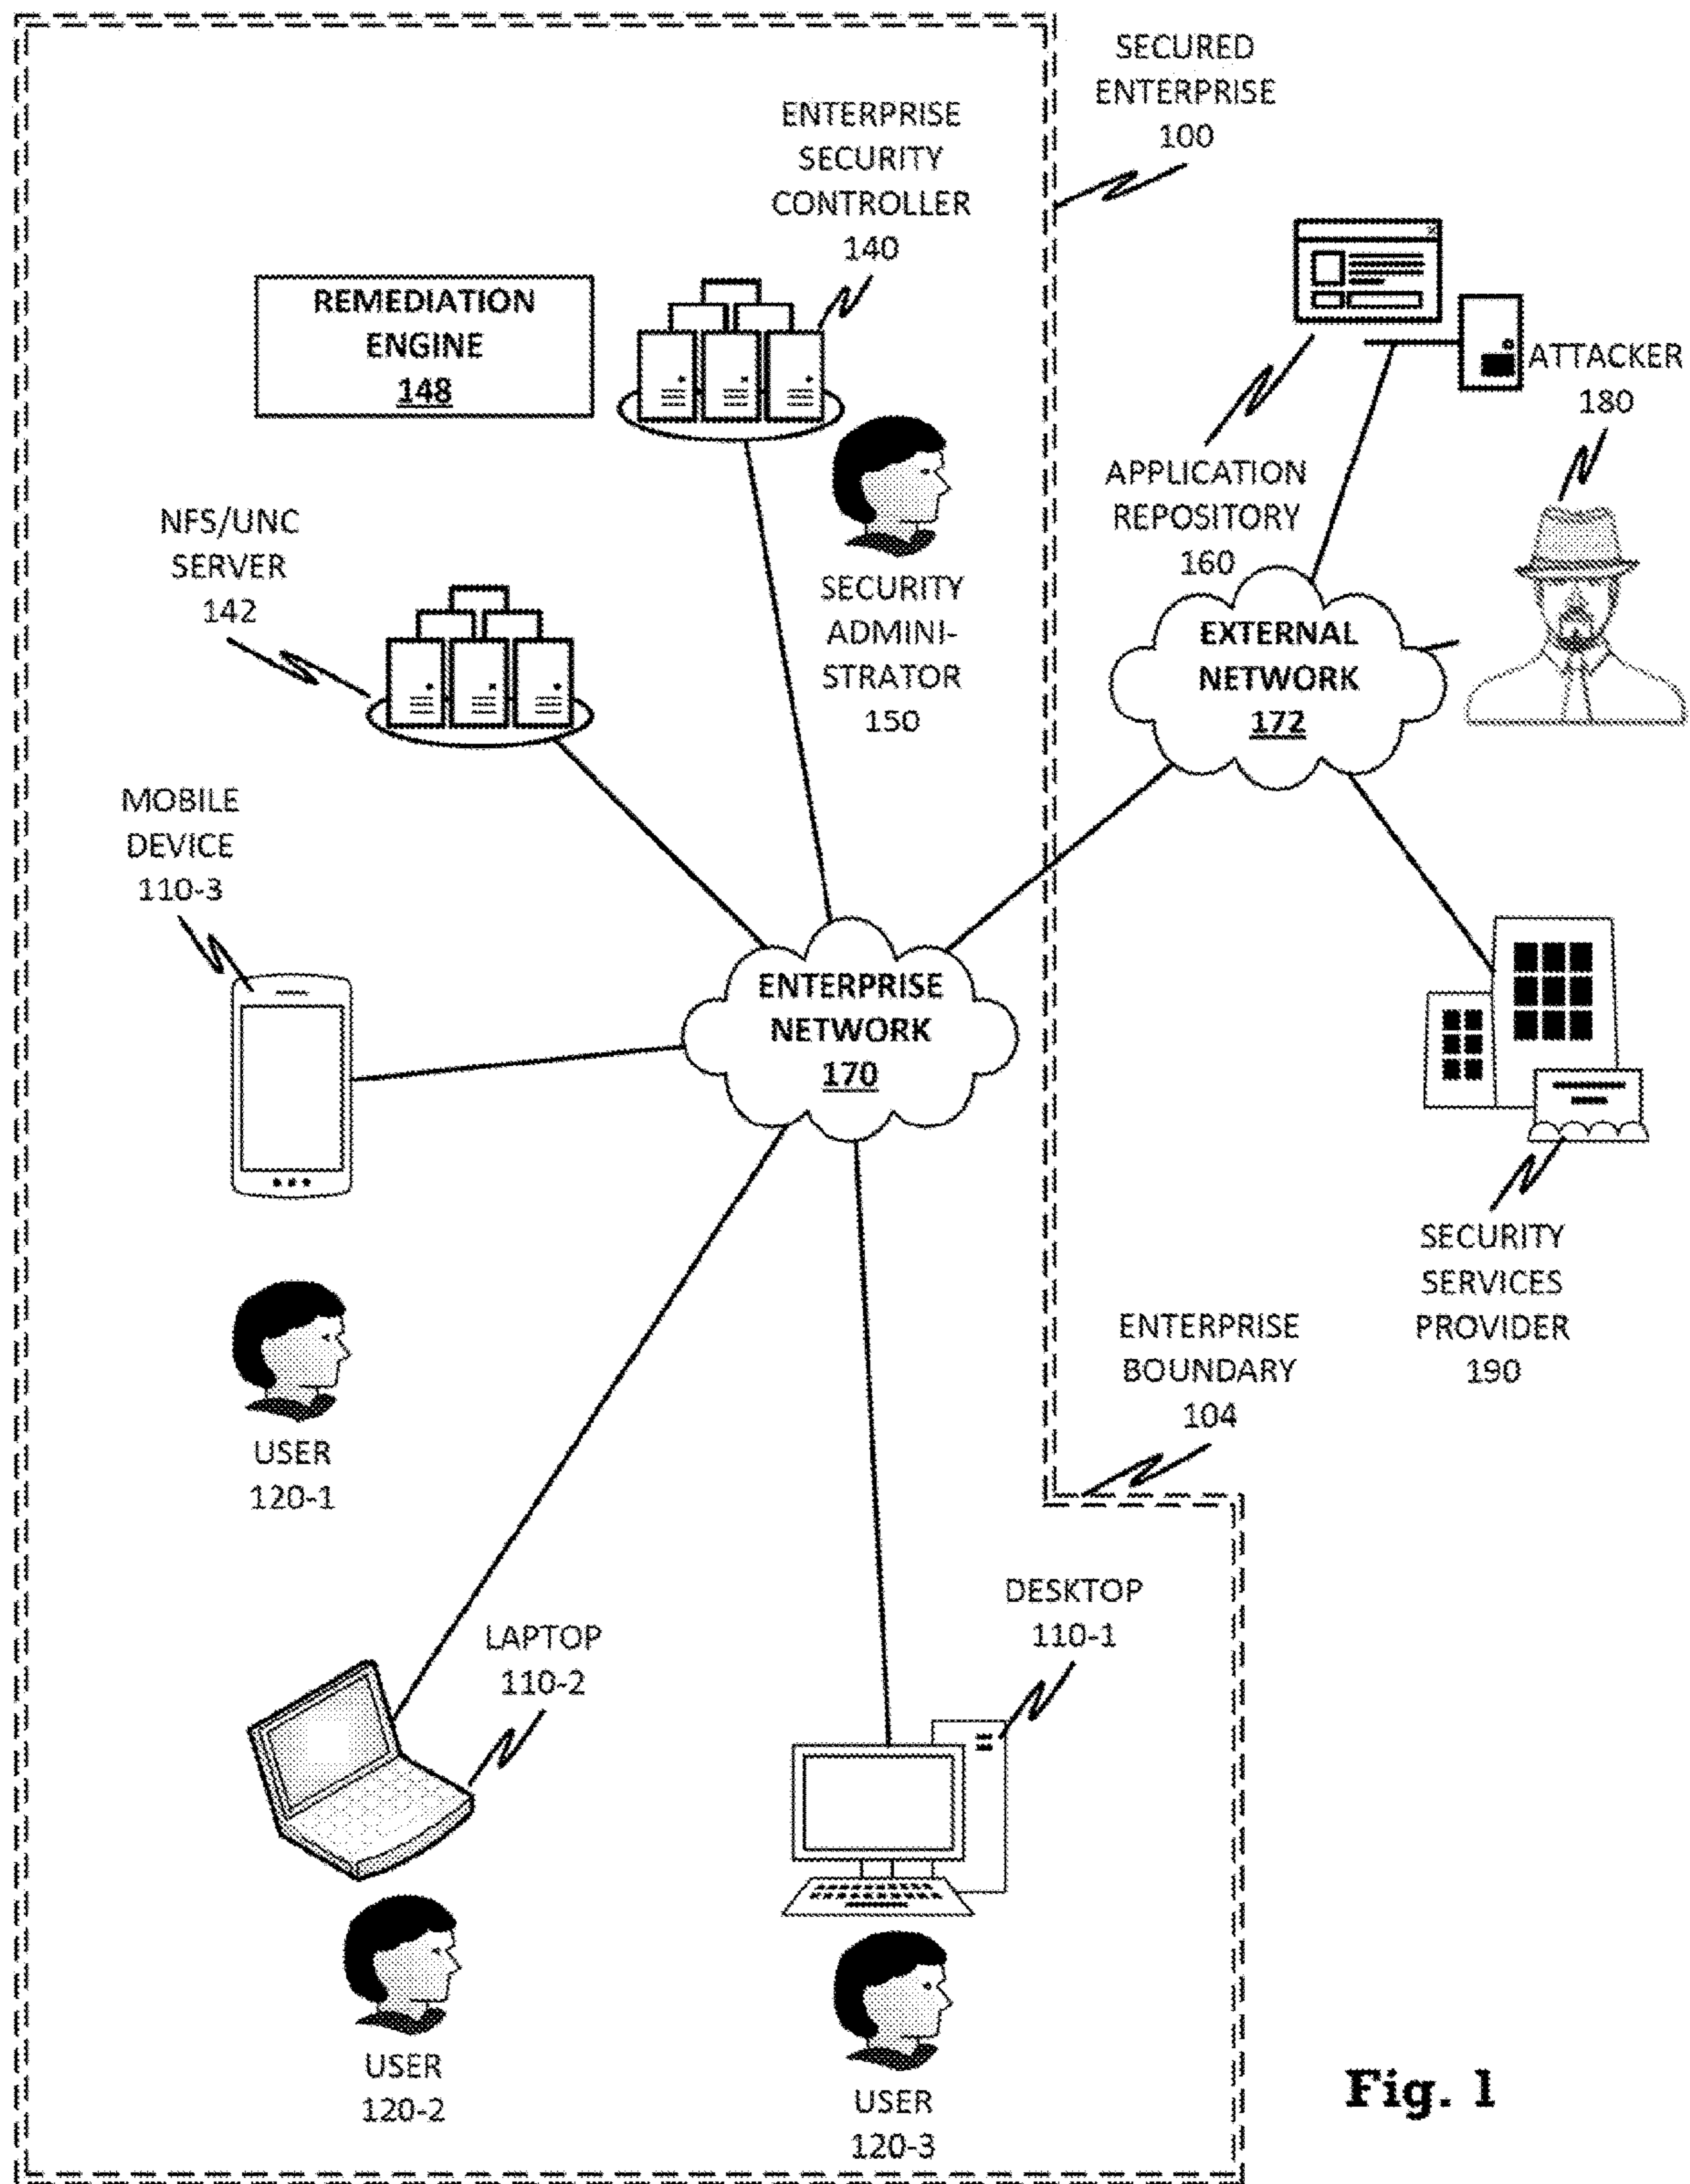 SECURED
ENTERPRISE
100
ENTERPRISE
SECURITY
CONTROLLER
140
REMEDIATION
ENGINE
148
ATTACKER
180
APPLICATION
REPOSITORY
160
NFS/UNC
SERVER
142
SECURITY
ADMINI-
STRATOR
150
EXTERNAL
NETWORK
172
MOBILE
DEVICE
110-3
ENTERPRISE
NETWORK
170
SECURITY
SERVICES
PROVIDER
190
ENTERPRISE
BOUNDARY
104
USER
120-1
DESKTOP
110-1
LAPTOP
110-2
USER
120-2
USER
120-3
Fig. 1